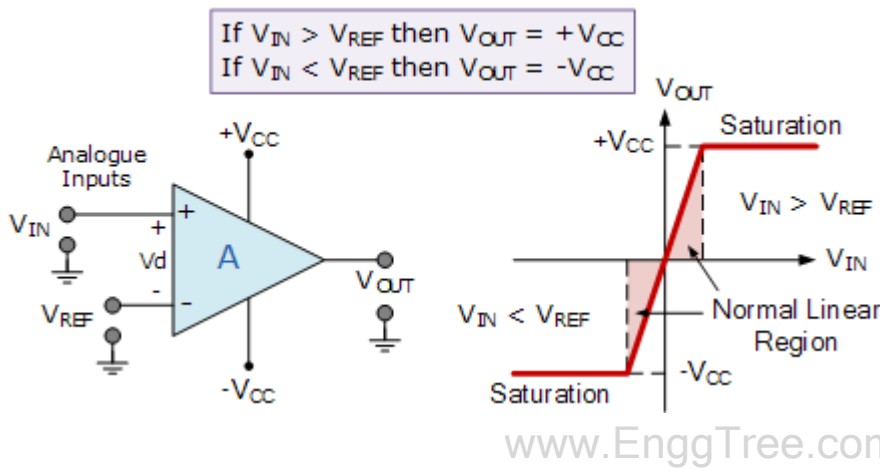 If VIN > VREF then VOUT = +VCC
If VIN < VREF then VOUT = -VCC
+VCC
Analogue
Inputs
VIN
+
+
Vd
A
-
–
VREF
VOUT
-VCC
VOUT
+VCC
Saturation
VIN > VREF
VIN
VIN < VREF
Normal Linear
Region
-VCC
Saturation
www.EnggTree.com